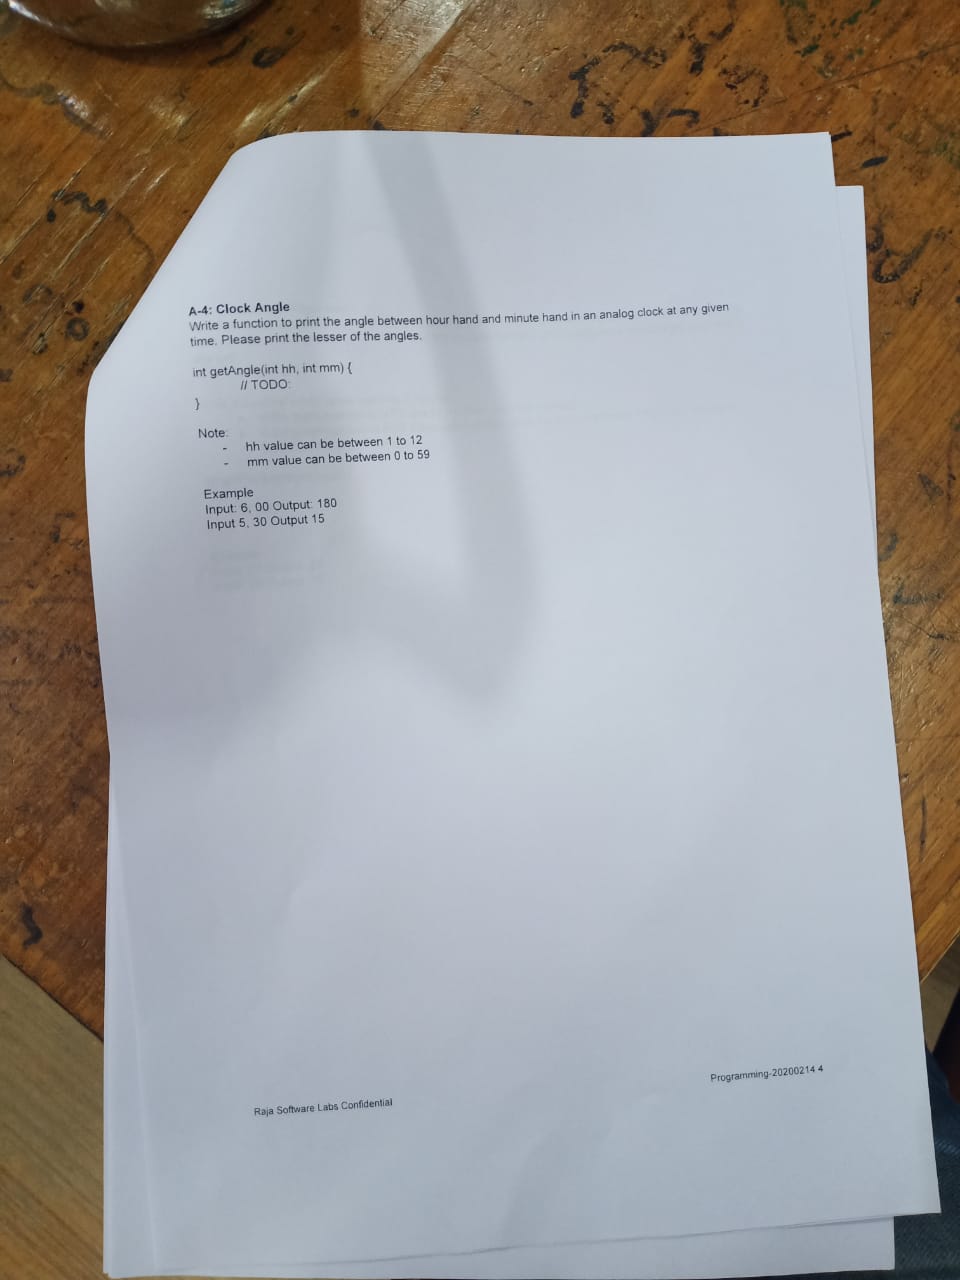 A-4: Clock Angle
Write a function to print the angle between hour hand and minute hand in an analog clock at any given
time. Please print the lesser of the angles.
int getAngle(int hh, int mm) {
// TODO:
}
Note:
- hh value can be between 1 to 12
- mm value can be between 0 to 59
Example
Input: 6, 00 Output: 180
Input 5, 30 Output 15
Programming-20200214 4
Raja Software Labs Confidential